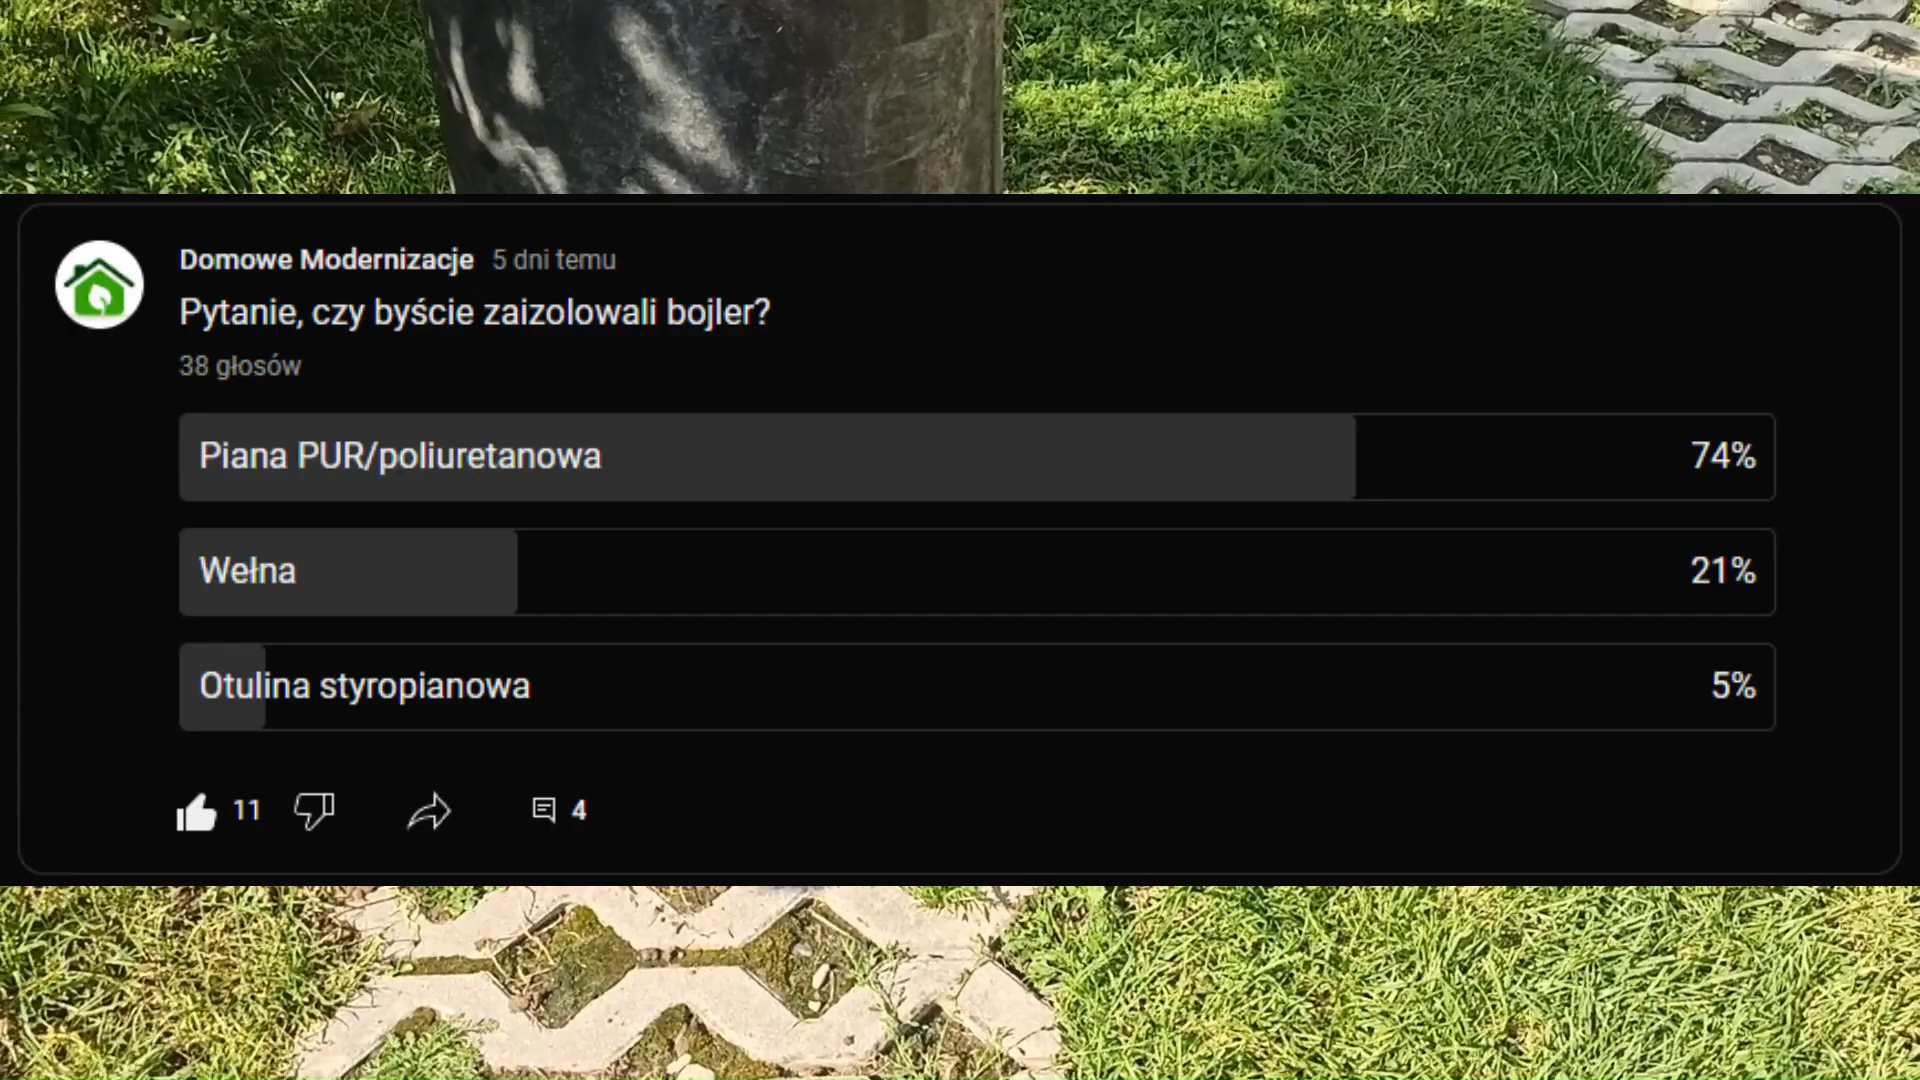 Domowe Modernizacje 5 dni temu
Pytanie, czy byście zaizolowali bojler?
38 głosów
Piana PUR/poliuretanowa 74%
Wełna 21%
Otulina styropianowa 5%
11 4